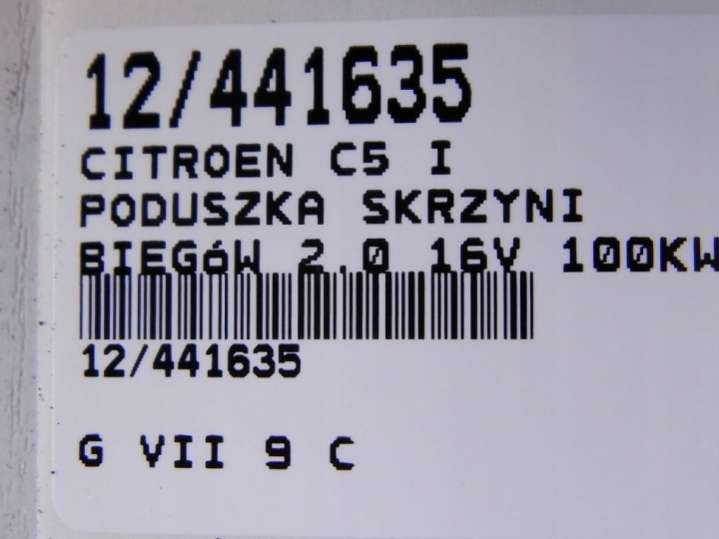 12/441635
CITROEN C5 I
PODUSZKA SKRZYNI
BIEGóW 2.0 16V 100KW
12/441635
G VII 9 C